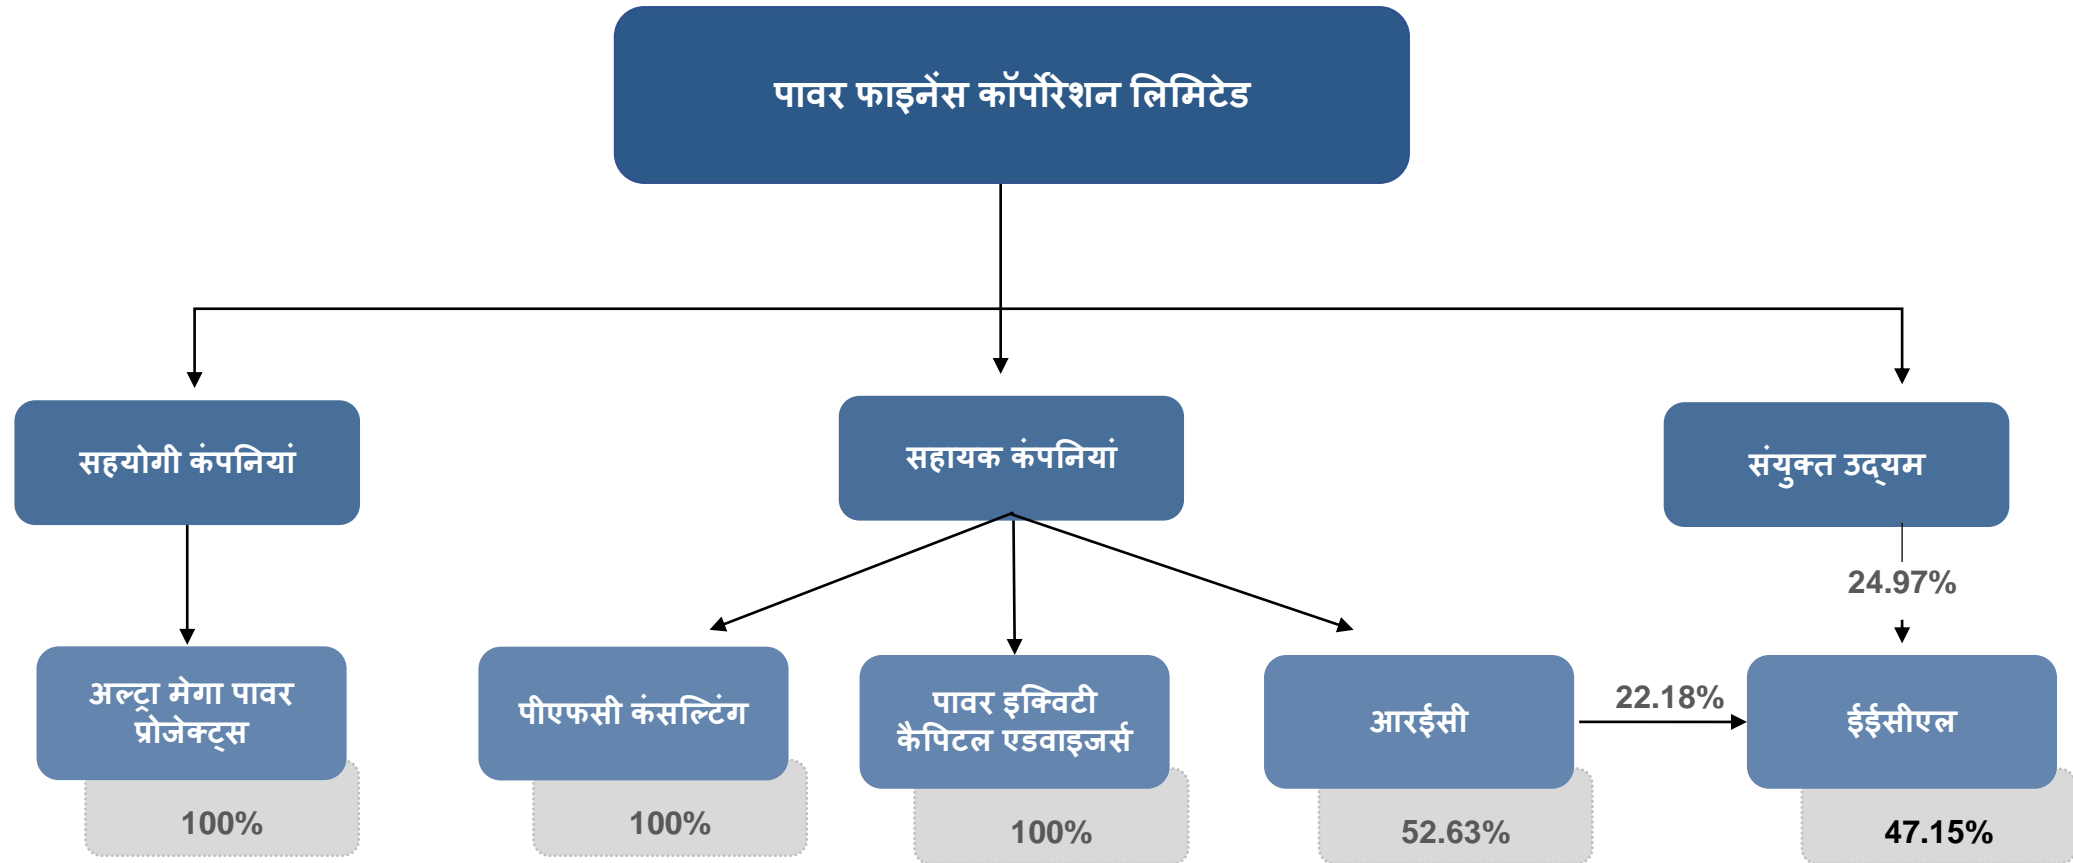 पावर फाइनेंस कॉर्पोरेशन लिमिटेड
सहयोगी कंपनियां
सहायक कंपनियां
संयुक्त उद्यम
24.97%
अल्ट्रा मेगा पावर
प्रोजेक्ट्स
100%
पीएफसी कंसल्टिंग
100%
पावर इक्विटी
कैपिटल एडवाइजर्स
100%
आरईसी
52.63%
22.18%
ईईसीएल
47.15%